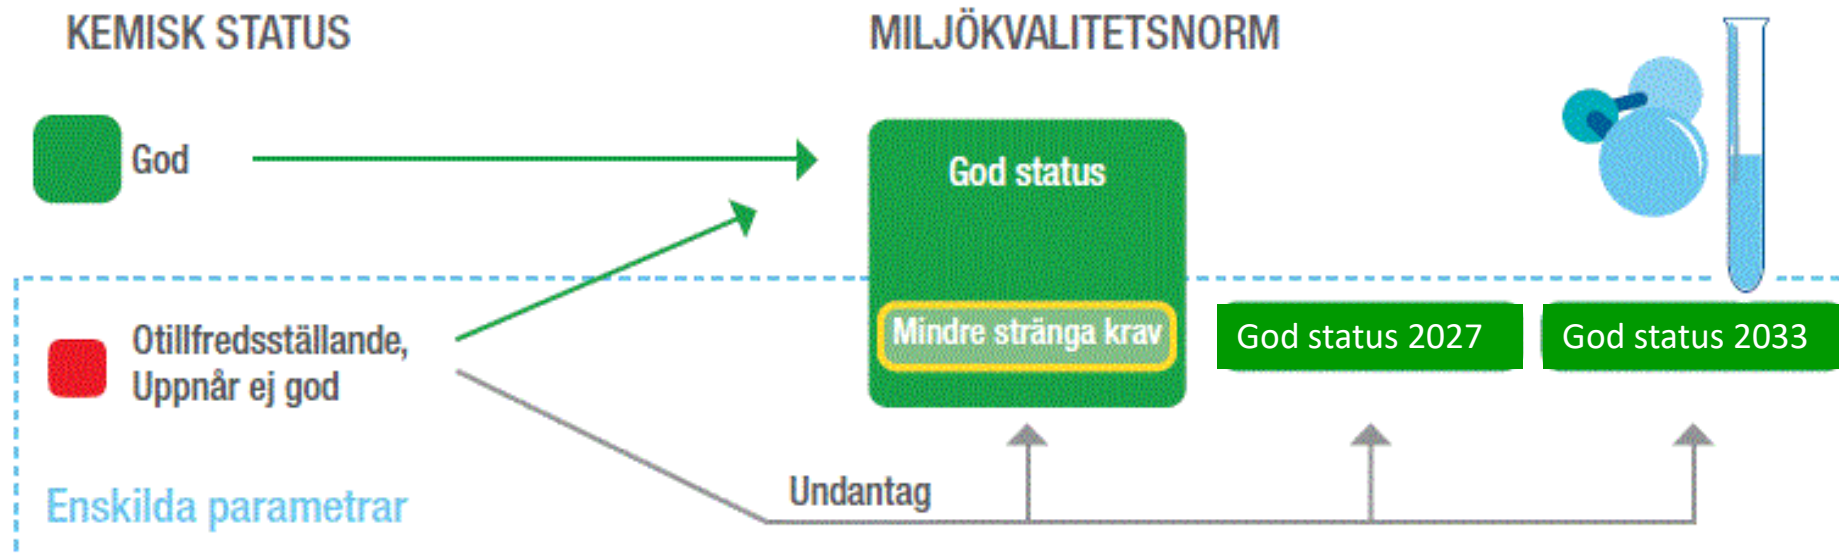 KEMISK STATUS
MILJÖKVALITETSNORM
God
God status
Otillfredsställande,
Uppnår ej god
Mindre stränga krav
God status 2027
God status 2033
Undantag
Enskilda parametrar